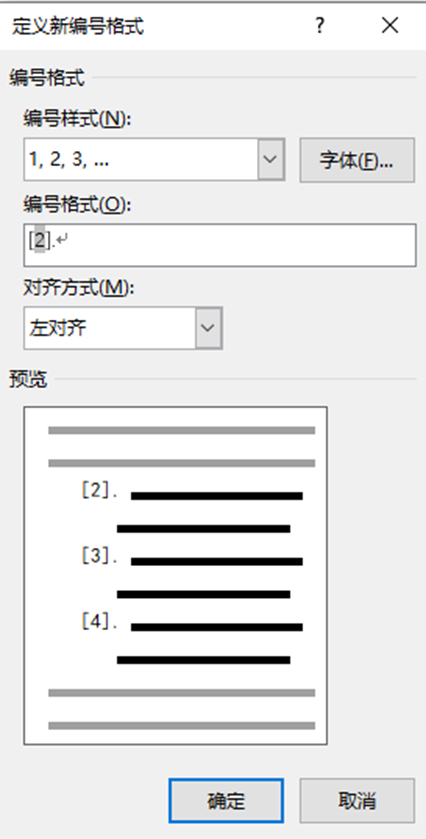 定义新编号格式 ?
编号格式
编号样式(N):
1, 2, 3, ...
字体(F)...
编号格式(O):
[2].↵
对齐方式(M):
左对齐
预览
[2].
[3].
[4].
确定 取消